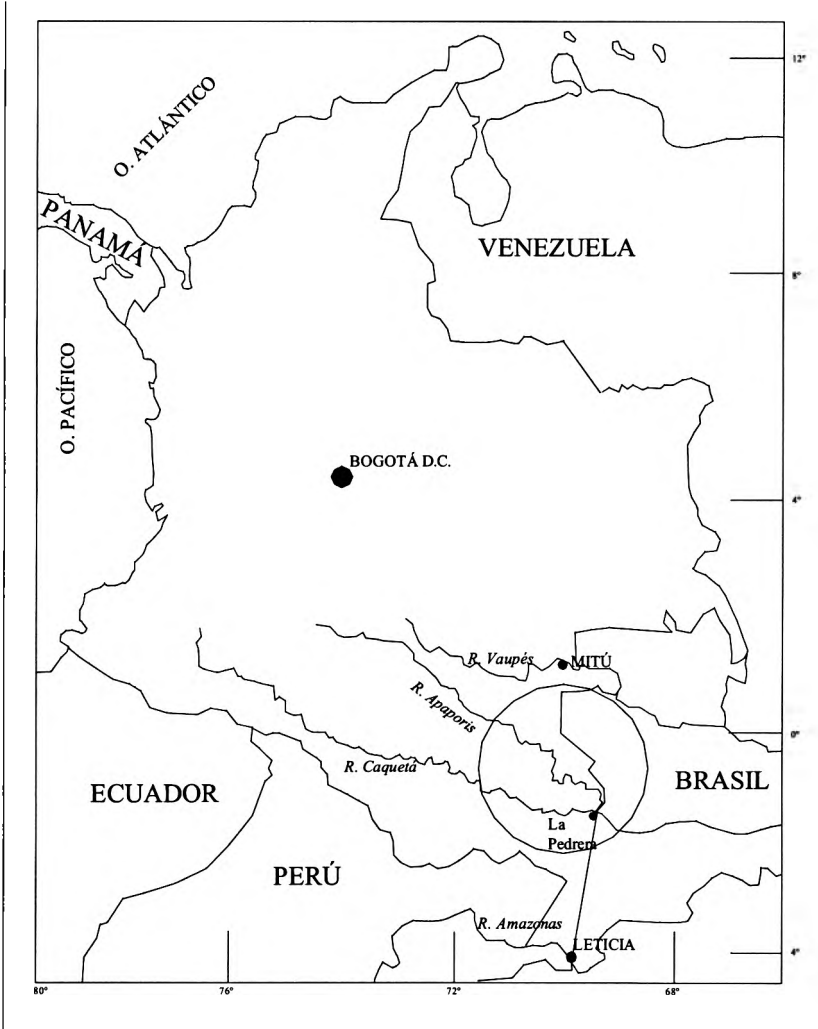 12°
O. ATLÁNTICO
PANAMÁ
VENEZUELA
8°
O. PACÍFICO
BOGOTÁ D.C.
4°
R. Vaupés
MITÚ
R. Apaporis
0°
R. Caquetá
ECUADOR
BRASIL
La
Pedrera
PERÚ
R. Amazonas
LETICIA
4°
80°
76°
72°
68°